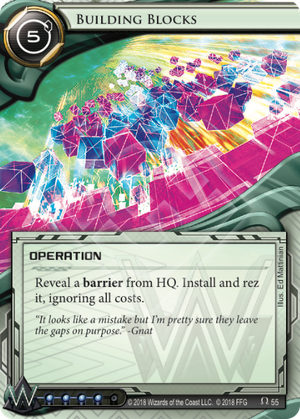 Building Blocks
5
OPERATION
Reveal a barrier from HQ. Install and rez
it, ignoring all costs.
"It looks like a mistake but I'm pretty sure they leave
the gaps on purpose." -Gnat
Illus. Ed Mattinian
© 2018 Wizards of the Coast LLC. © 2018 FFG
55